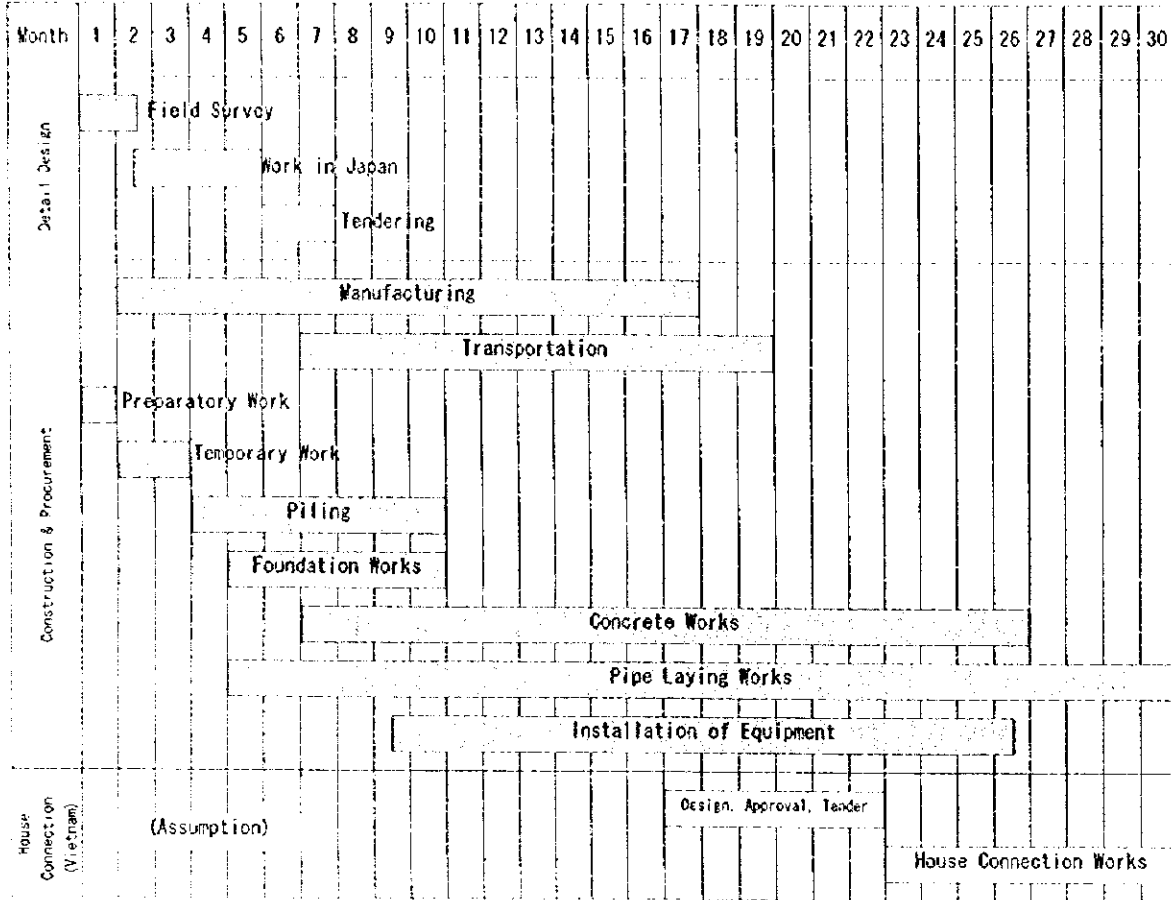 Month 1 2 3 4 5 6 7 8 9 10 11 12 13 14 15 16 17 18 19 20 21 22 23 24 25 26 27 28 29 30
Detail Design
Field Survey
Work in Japan
Tendering
Construction & Procurement
Manufacturing
Transportation
Preparatory Work
Temporary Work
Piling
Foundation Works
Concrete Works
Pipe Laying Works
Installation of Equipment
House
Connection
(Vietnam)
(Assumption)
Design, Approval, Tender
House Connection Works